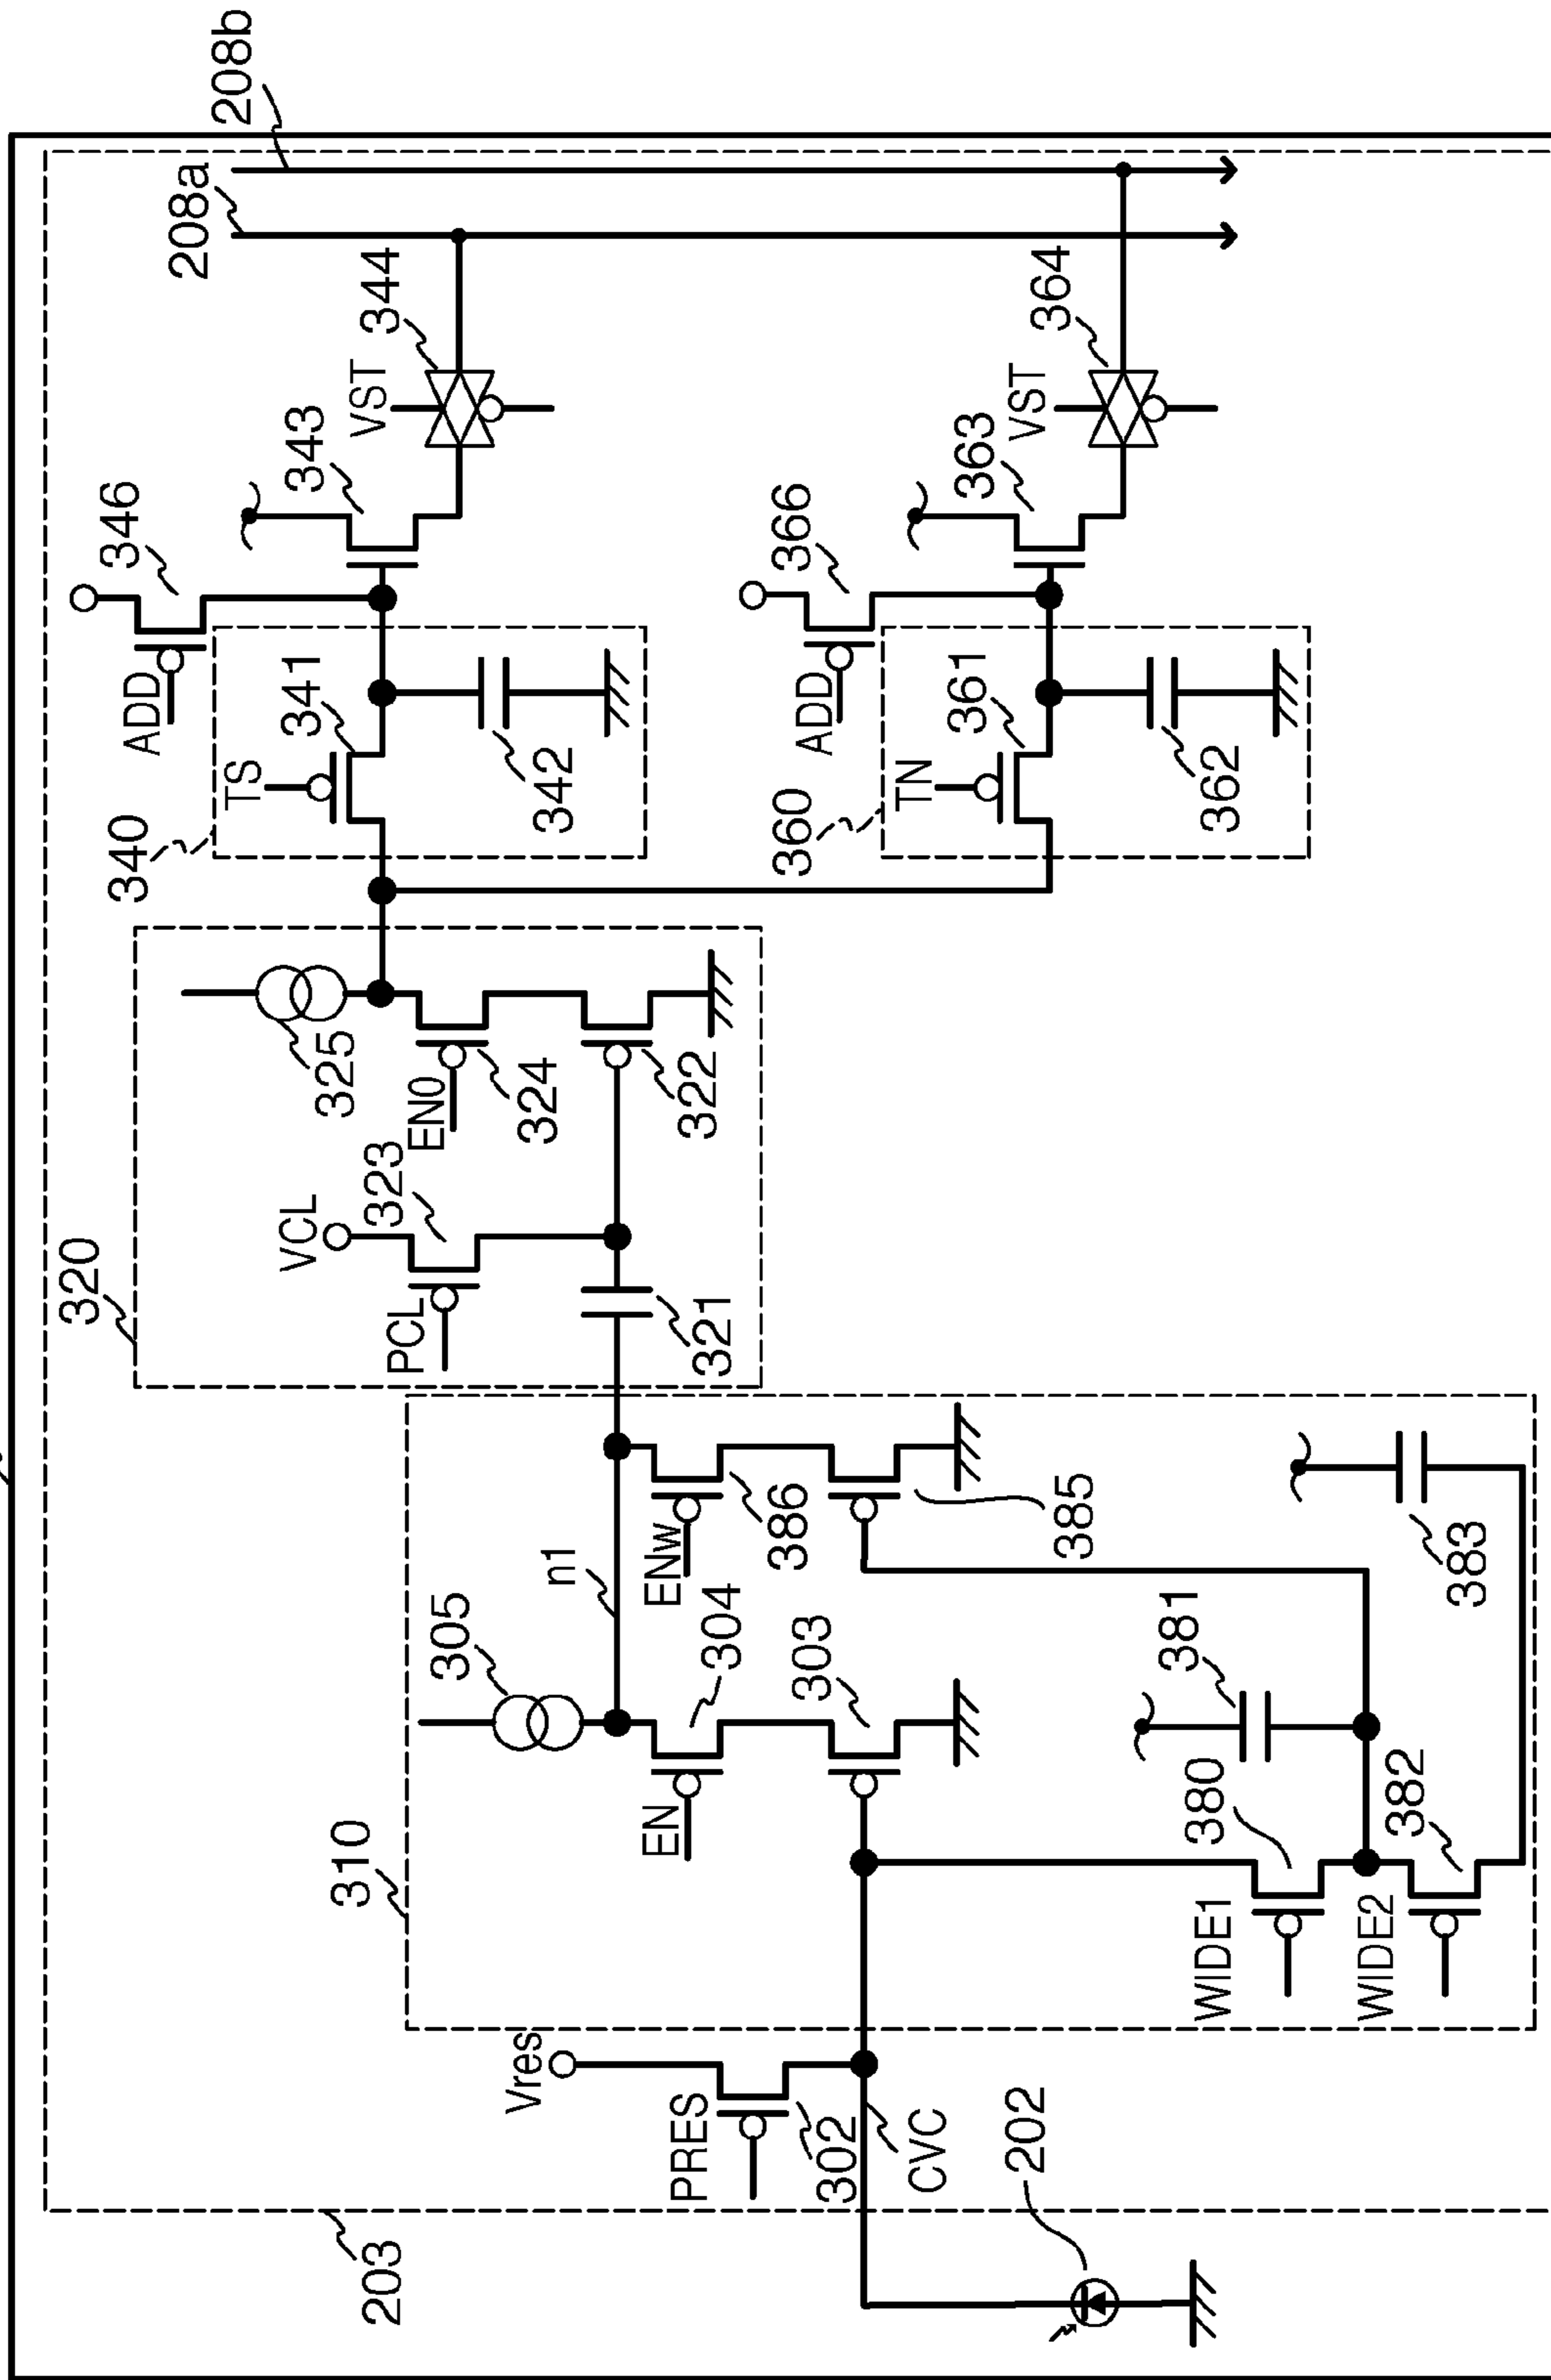 208b
208a
344
VST
343
346
ADD
341
TS
342
340
364
VST
363
366
ADD
361
TN
362
360
325
324
EN0
322
323
VCL
PCL
321
320
n1
ENw
386
385
305
304
303
EN
310
383
381
380
382
WIDE1
WIDE2
Vres
PRES
302
CVC
202
203